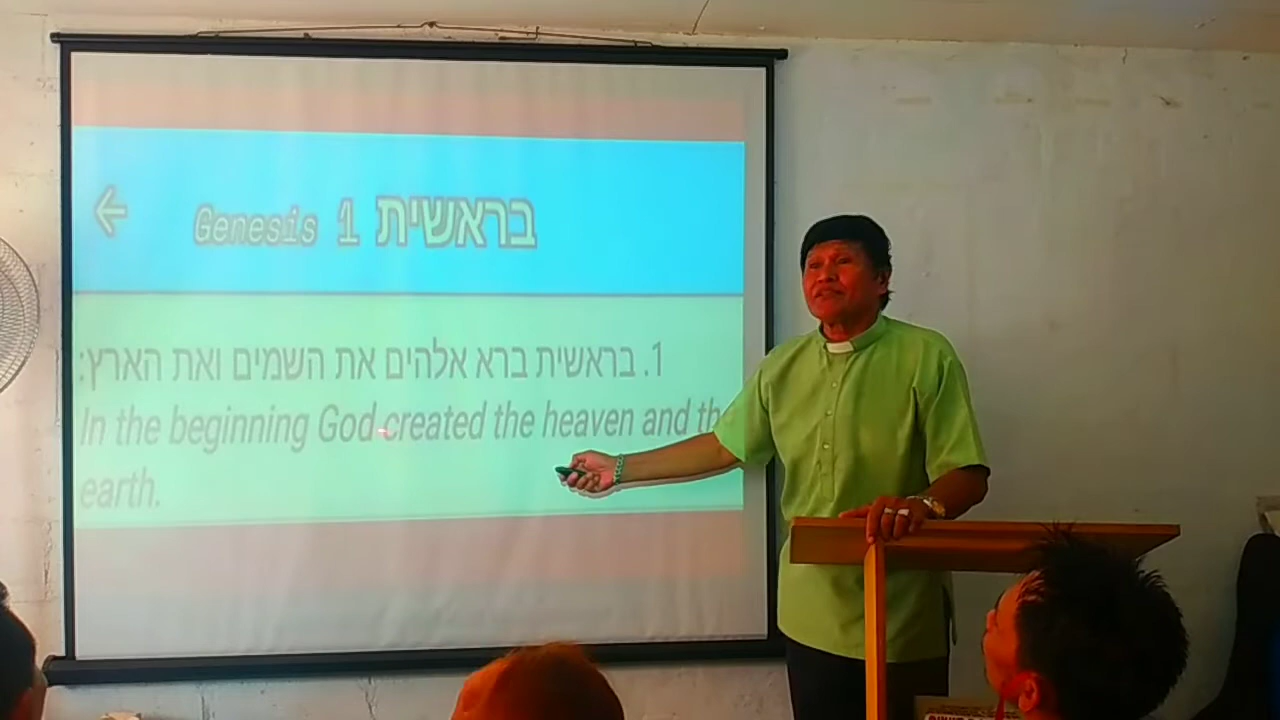 ← Genesis 1 בראשית
1. בראשית ברא אלהים את השמים ואת הארץ:
In the beginning God created the heaven and the
earth.